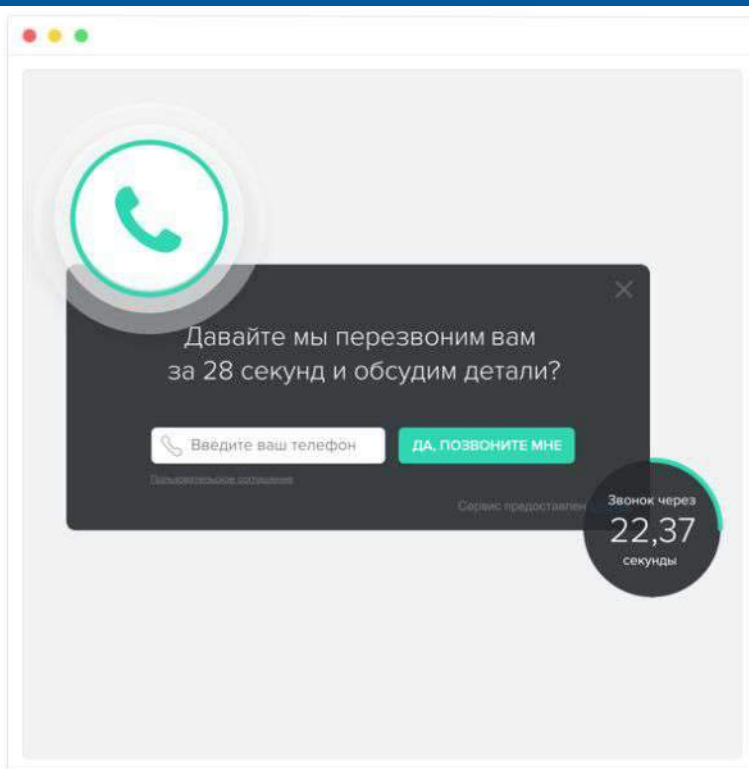 Давайте мы перезвоним вам
за 28 секунд и обсудим детали?
Введите ваш телефон
ДА, ПОЗВОНИТЕ МНЕ
Пользовательское соглашение
Сервис предоставлен
Звонок через
22,37
секунды